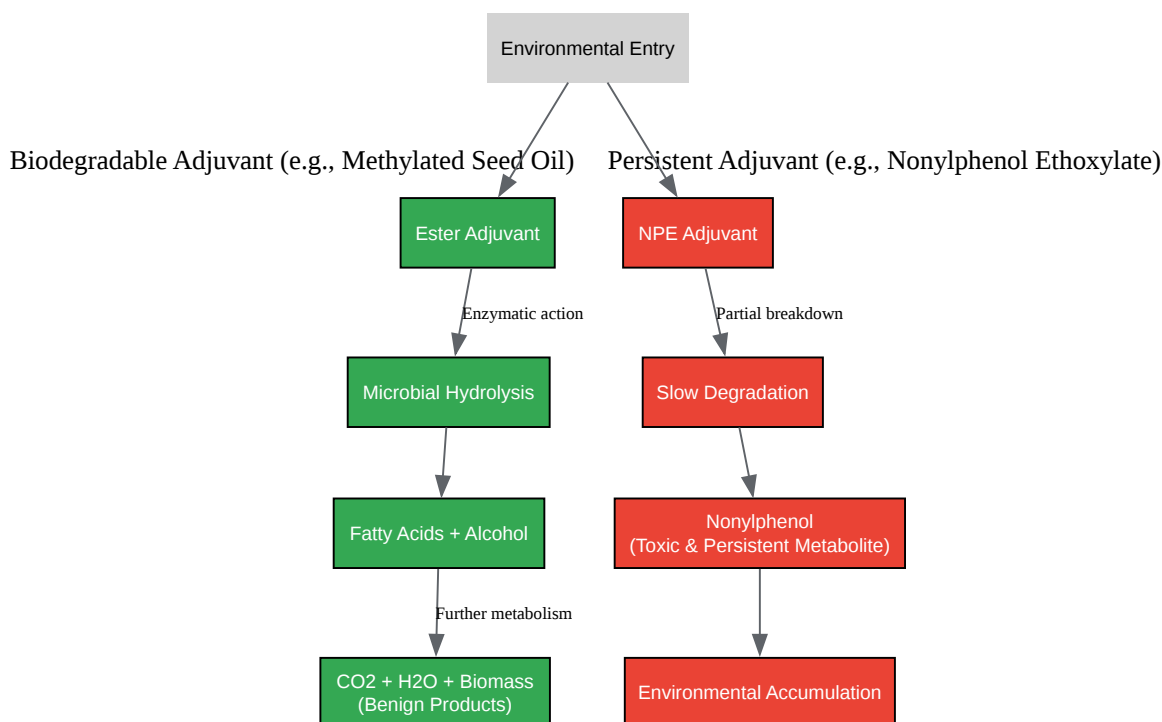 Environmental Entry
Biodegradable Adjuvant (e.g., Methylated Seed Oil)
Persistent Adjuvant (e.g., Nonylphenol Ethoxylate)
Ester Adjuvant
NPE Adjuvant
Enzymatic action
Partial breakdown
Microbial Hydrolysis
Slow Degradation
Fatty Acids + Alcohol
Nonylphenol
(Toxic & Persistent Metabolite)
Further metabolism
CO2 + H2O + Biomass
(Benign Products)
Environmental Accumulation